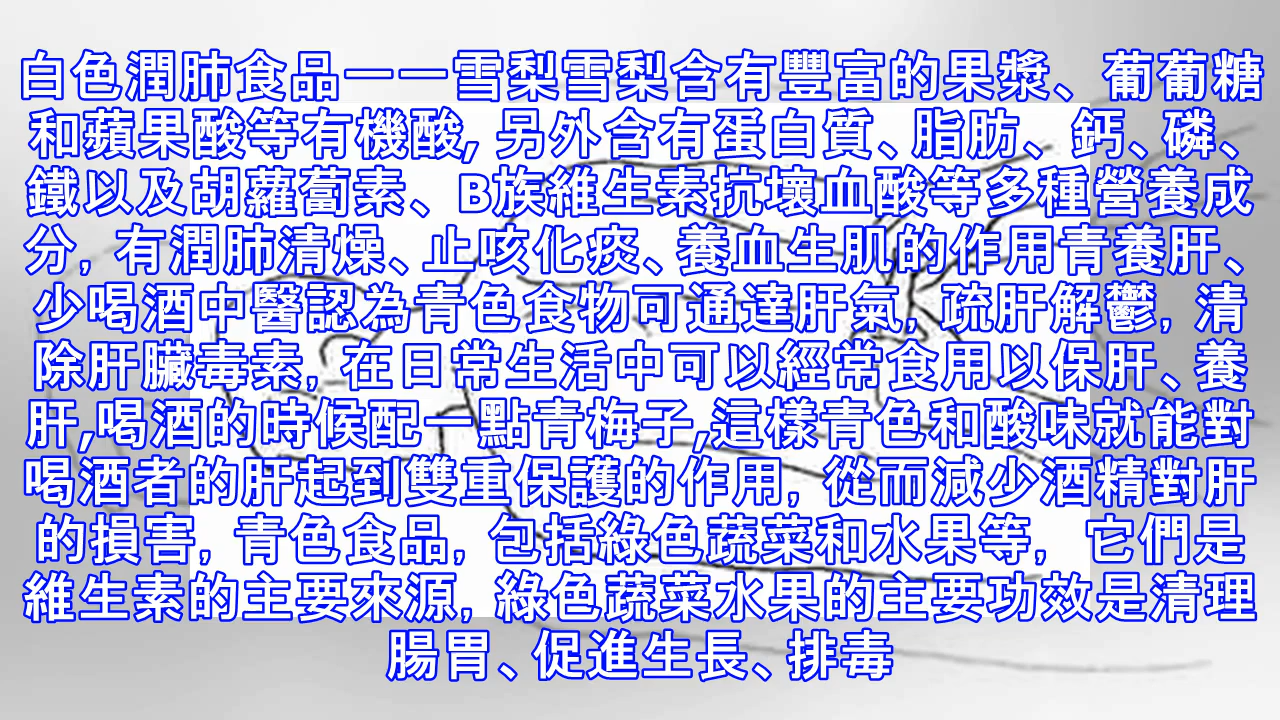 白色潤肺食品一一雪梨雪梨含有豐富的果漿、葡葡糖
和蘋果酸等有機酸, 另外含有蛋白質、脂肪、鈣、磷、
鐵以及胡蘿蔔素、B族維生素抗壞血酸等多種營養成
分, 有潤肺清燥、止咳化痰、養血生肌的作用青養肝、
少喝酒中醫認為青色食物可通達肝氣, 疏肝解鬱, 清
除肝臟毒素, 在日常生活中可以經常食用以保肝、養
肝,喝酒的時候配一點青梅子,這樣青色和酸味就能對
喝酒者的肝起到雙重保護的作用, 從而減少酒精對肝
的損害, 青色食品, 包括綠色蔬菜和水果等, 它們是
維生素的主要來源, 綠色蔬菜水果的主要功效是清理
腸胃、促進生長、排毒